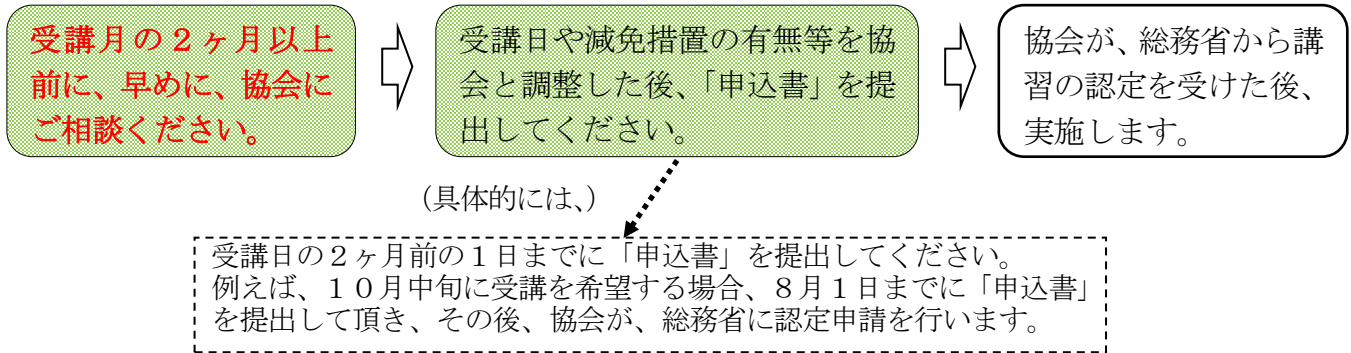 受講月の２ヶ月以上
前に、早めに、協会に
ご相談ください。
受講日や減免措置の有無等を協
会と調整した後、「申込書」を提
出してください。
協会が、総務省から講
習の認定を受けた後、
実施します。
（具体的には、）
受講日の２ヶ月前の１日までに「申込書」を提出してください。
例えば、１０月中旬に受講を希望する場合、８月１日までに「申込書」
を提出して頂き、その後、協会が、総務省に認定申請を行います。